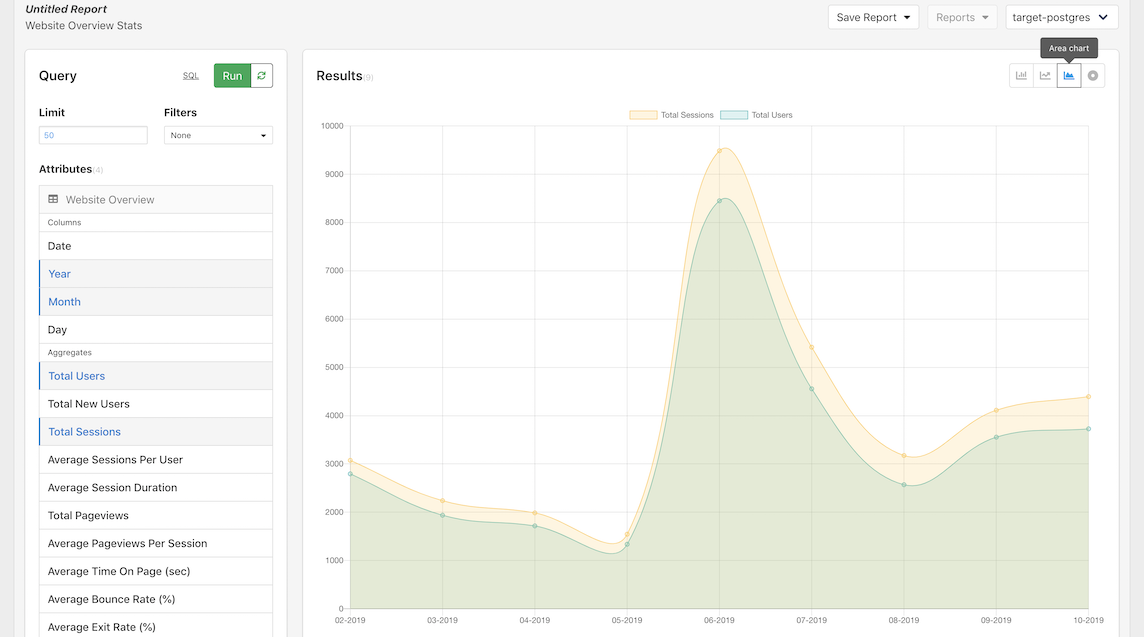 Untitled Report
Website Overview Stats
Save Report
Reports
target-postgres
Area chart
Query
SQL
Run
Limit
Filters
50
None
Attributes(4)
Website Overview
Columns
Date
Year
Month
Day
Aggregates
Total Users
Total New Users
Total Sessions
Average Sessions Per User
Average Session Duration
Total Pageviews
Average Pageviews Per Session
Average Time On Page (sec)
Average Bounce Rate (%)
Average Exit Rate (%)
Results(9)
Total Sessions Total Users
10000
9000
8000
7000
6000
5000
4000
3000
2000
1000
0
02-2019 03-2019 04-2019 05-2019 06-2019 07-2019 08-2019 09-2019 10-2019